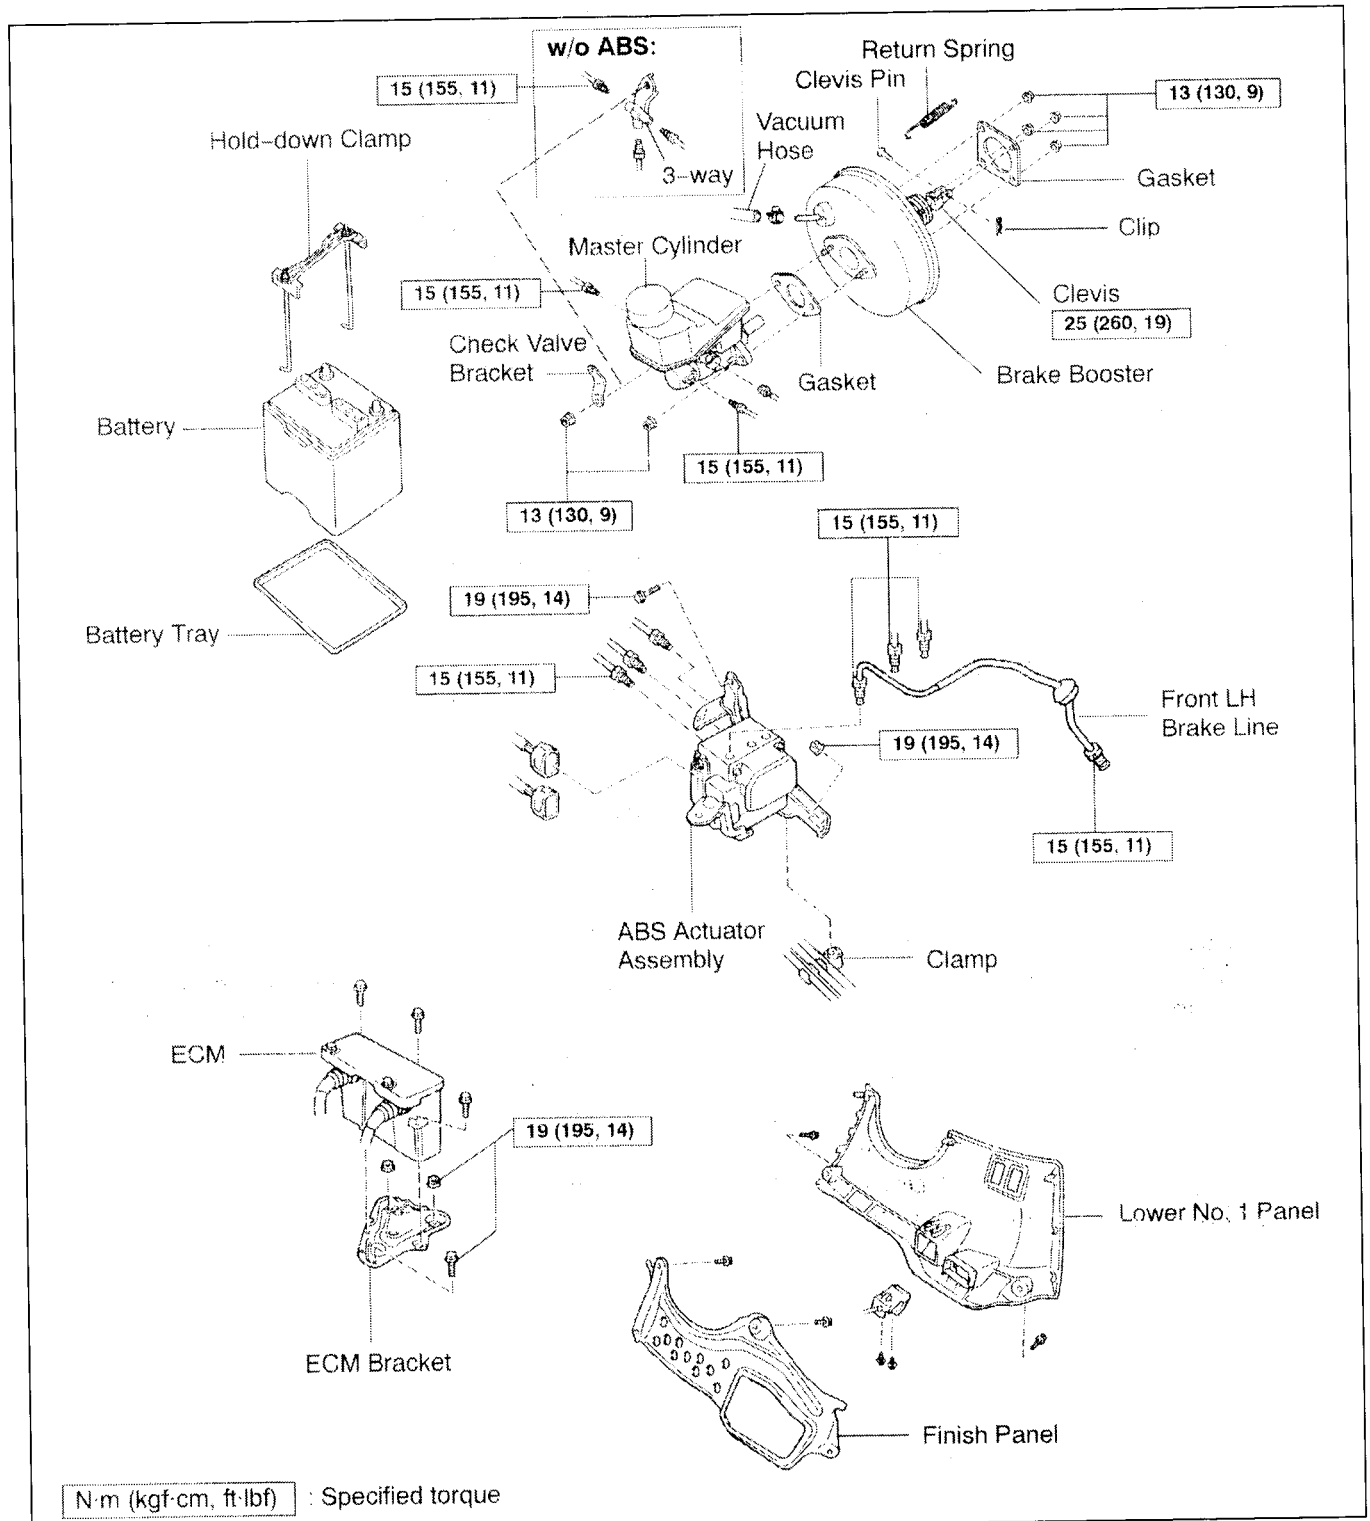 w/o ABS:
15 (155, 11)
3-way
Return Spring
Clevis Pin
13 (130, 9)
Vacuum
Hose
Gasket
Clip
Hold-down Clamp
Master Cylinder
15 (155, 11)
Clevis
25 (260, 19)
Check Valve
Bracket
Gasket
Brake Booster
Battery
15 (155, 11)
13 (130, 9)
15 (155, 11)
19 (195, 14)
Battery Tray
15 (155, 11)
Front LH
Brake Line
19 (195, 14)
15 (155, 11)
ABS Actuator
Assembly
Clamp
ECM
19 (195, 14)
Lower No. 1 Panel
ECM Bracket
Finish Panel
N·m (kgf·cm, ft·lbf) : Specified torque